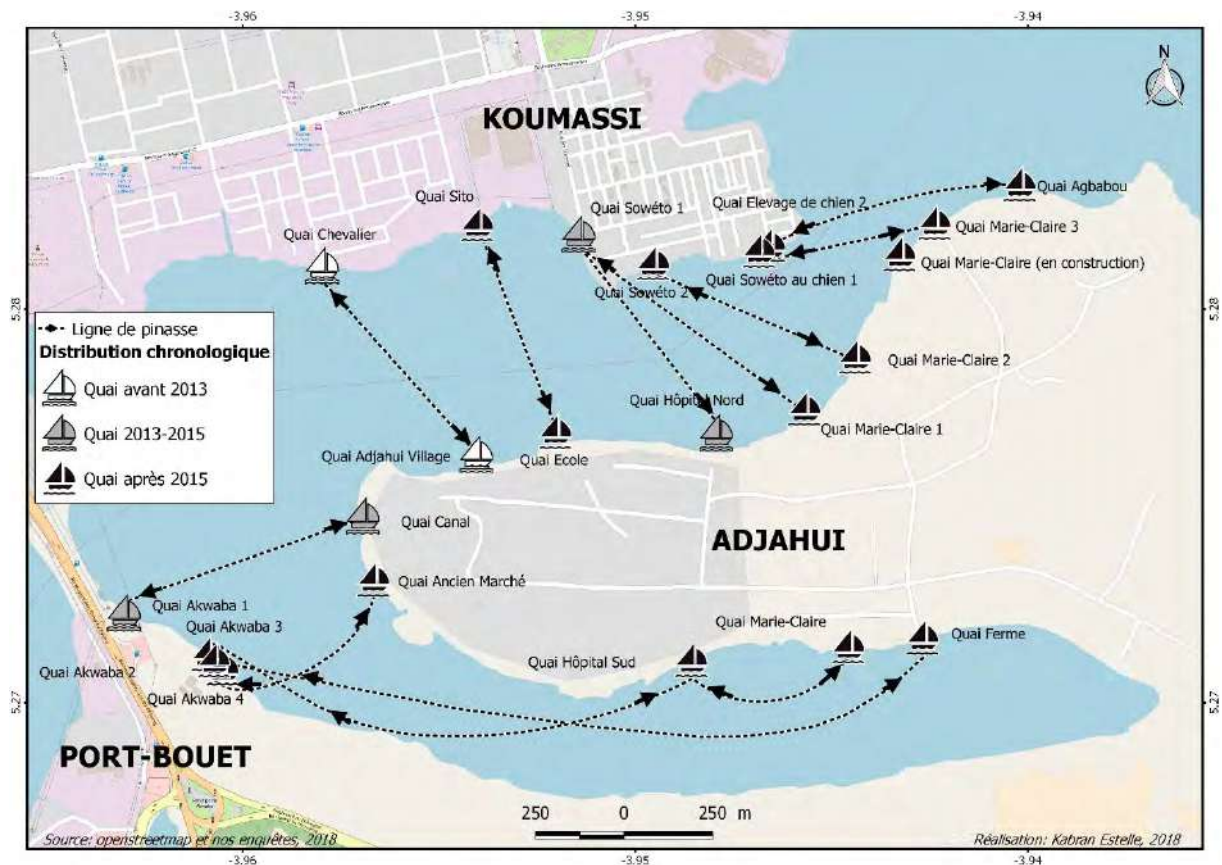 -3.96 -3.95 -3.94
N
KOUMASSI
Quai Sito
Quai Sowéto 1
Quai Elevage de chien 2
Quai Agbabou
Quai Chevalier
Quai Marie-Claire 3
Quai Marie-Claire (en construction)
Quai Sowéto 2
Quai Sowéto au chien 1
5.28 5.28
Ligne de pinasse
Distribution chronologique
Quai avant 2013
Quai 2013-2015
Quai après 2015
Quai Marie-Claire 2
Quai Hôpital Nord
Quai Marie-Claire 1
Quai Adjahui Village
Quai Ecole
Quai Canal
ADJAHUI
Quai Ancien Marché
Quai Akwaba 1
Quai Akwaba 3
Quai Marie-Claire
Quai Ferme
Quai Akwaba 2
Quai Hôpital Sud
Quai Akwaba 4
5.27 5.27
PORT-BOUET
250 0 250 m
Source: openstreetmap et nos enquêtes, 2018
Réalisation: Kabran Estelle, 2018
-3.96 -3.95 -3.94